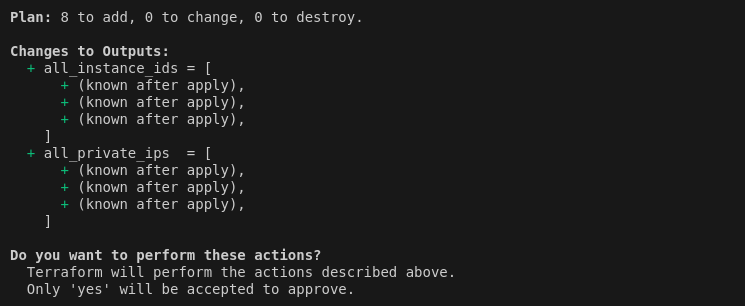 Plan: 8 to add, 0 to change, 0 to destroy.

Changes to Outputs:
  + all_instance_ids = [
      + (known after apply),
      + (known after apply),
      + (known after apply),
    ]
  + all_private_ips  = [
      + (known after apply),
      + (known after apply),
      + (known after apply),
    ]

Do you want to perform these actions?
  Terraform will perform the actions described above.
  Only 'yes' will be accepted to approve.